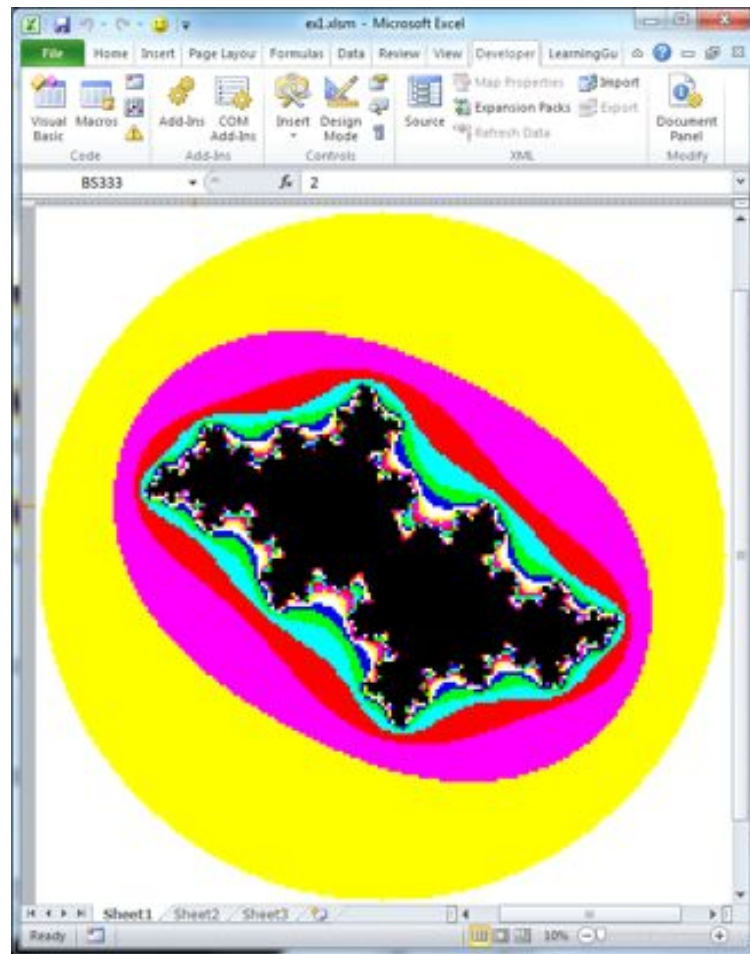 ex1.xlsm - Microsoft Excel
File Home Insert Page Layou Formulas Data Review View Developer LearningGu
Visual Basic
Macros
Add-Ins
COM Add-Ins
Insert
Design Mode
Source
Map Properties
Expansion Packs
Refresh Data
Import
Export
Document Panel
Code
Add-Ins
Controls
XML
Modify
BS333
fx 2
Sheet1 Sheet2 Sheet3
Ready
10%